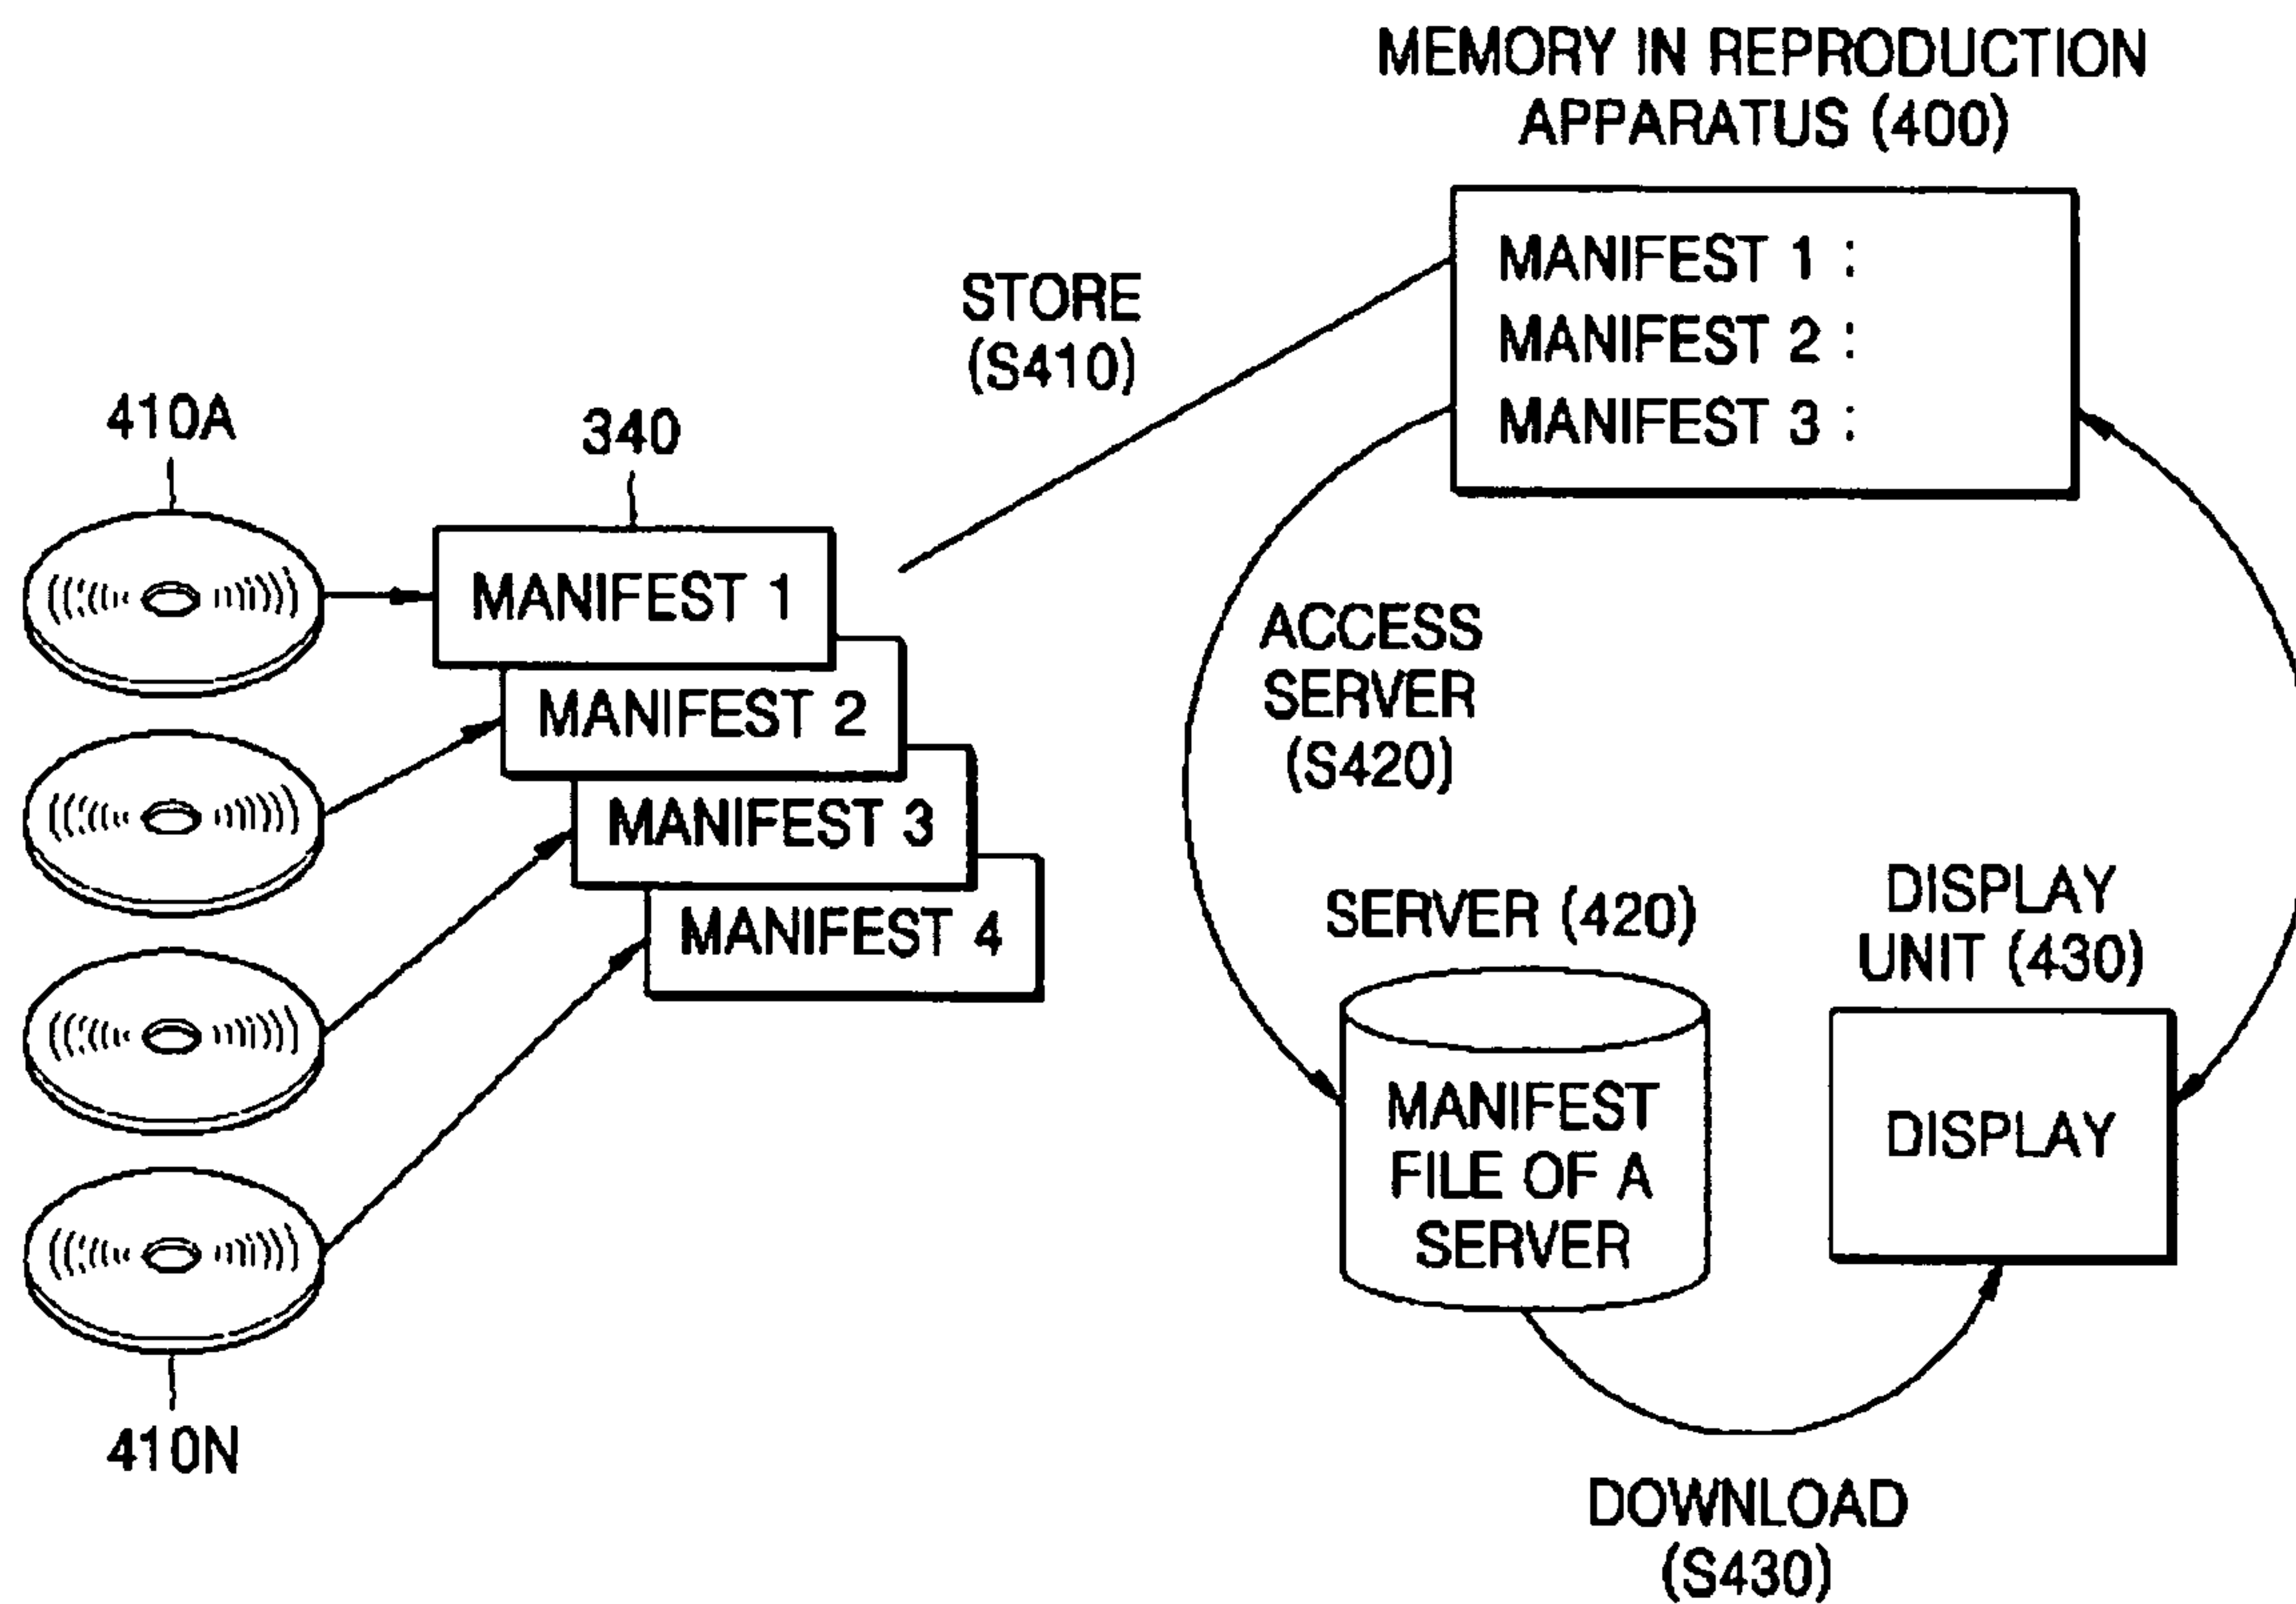 MEMORY IN REPRODUCTION
APPARATUS (400)
MANIFEST 1 :
MANIFEST 2 :
MANIFEST 3 :
STORE
(S410)
410A
340
MANIFEST 1
MANIFEST 2
MANIFEST 3
MANIFEST 4
410N
ACCESS
SERVER
(S420)
SERVER (420)
MANIFEST
FILE OF A
SERVER
DISPLAY
UNIT (430)
DISPLAY
DOWNLOAD
(S430)